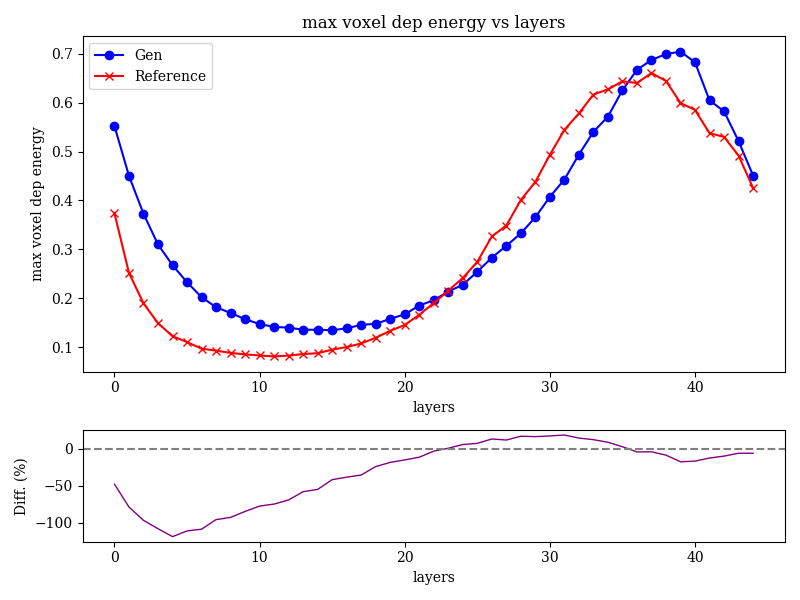 max voxel dep energy vs layers
Gen
Reference
max voxel dep energy
0.7
0.6
0.5
0.4
0.3
0.2
0.1
0 10 20 30 40
layers
Diff. (%)
0
−50
−100
0 10 20 30 40
layers